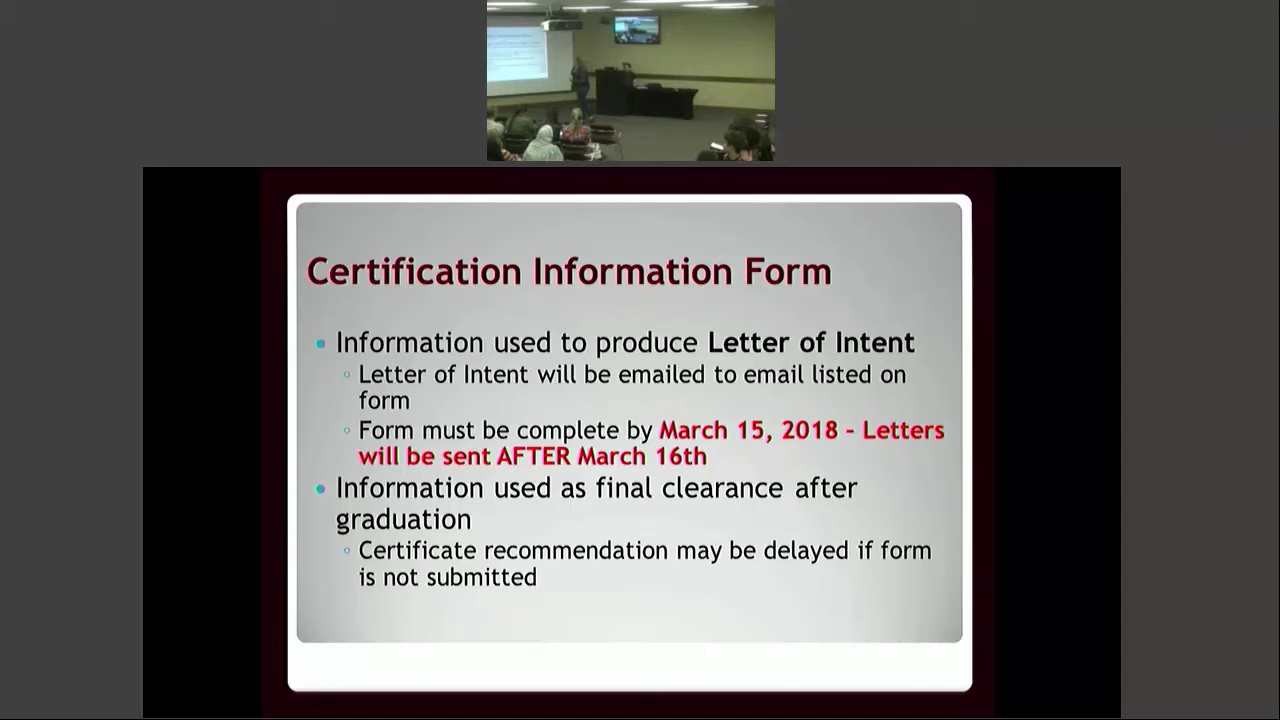 Certification Information Form
• Information used to produce Letter of Intent
◦ Letter of Intent will be emailed to email listed on
form
◦ Form must be complete by March 15, 2018 – Letters
will be sent AFTER March 16th
• Information used as final clearance after
graduation
◦ Certificate recommendation may be delayed if form
is not submitted